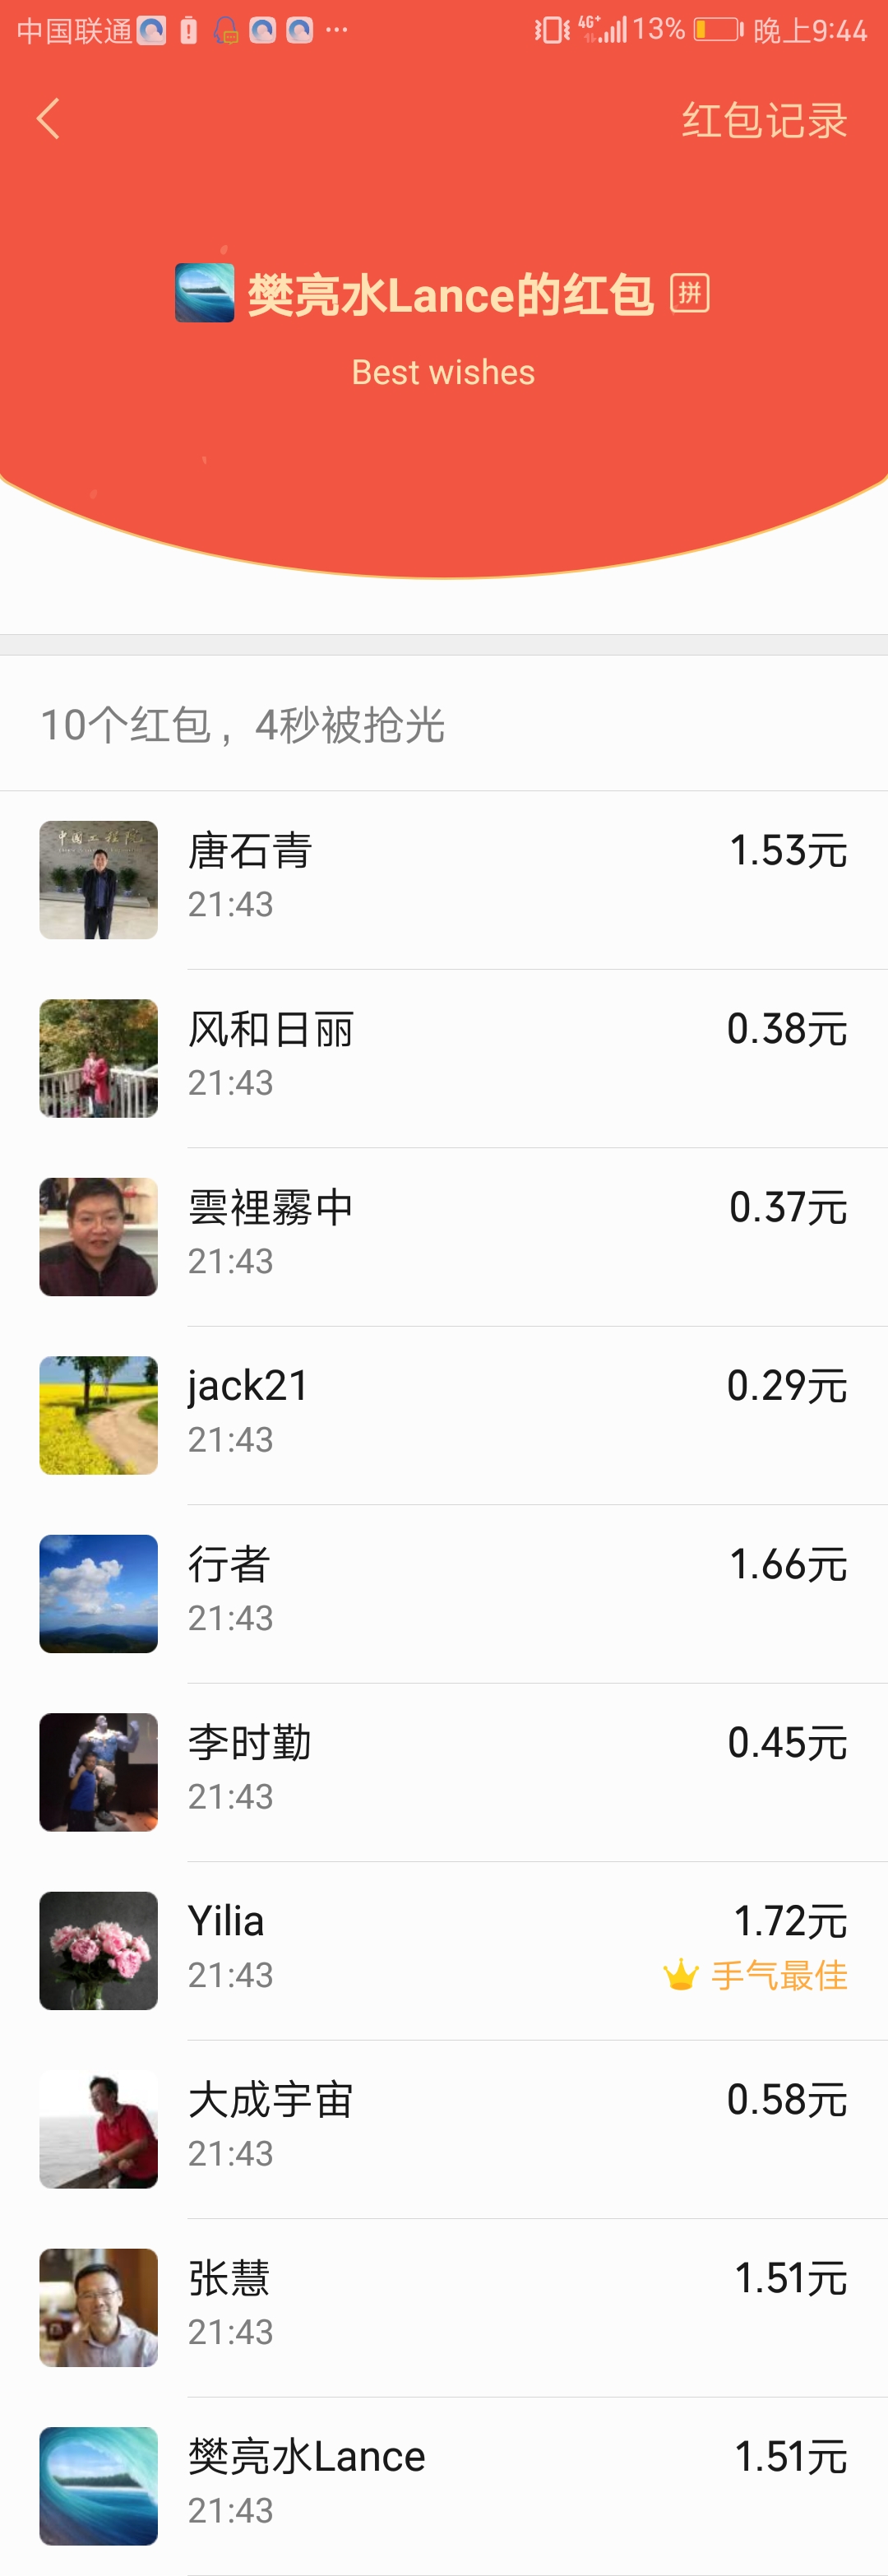 中国联通 4G+ 13% 晚上9:44
红包记录
樊亮水Lance的红包 拼
Best wishes
10个红包，4秒被抢光
唐石青 1.53元
21:43
风和日丽 0.38元
21:43
雲裡霧中 0.37元
21:43
jack21 0.29元
21:43
行者 1.66元
21:43
李时勤 0.45元
21:43
Yilia 1.72元
21:43 手气最佳
大成宇宙 0.58元
21:43
张慧 1.51元
21:43
樊亮水Lance 1.51元
21:43
中国工程院